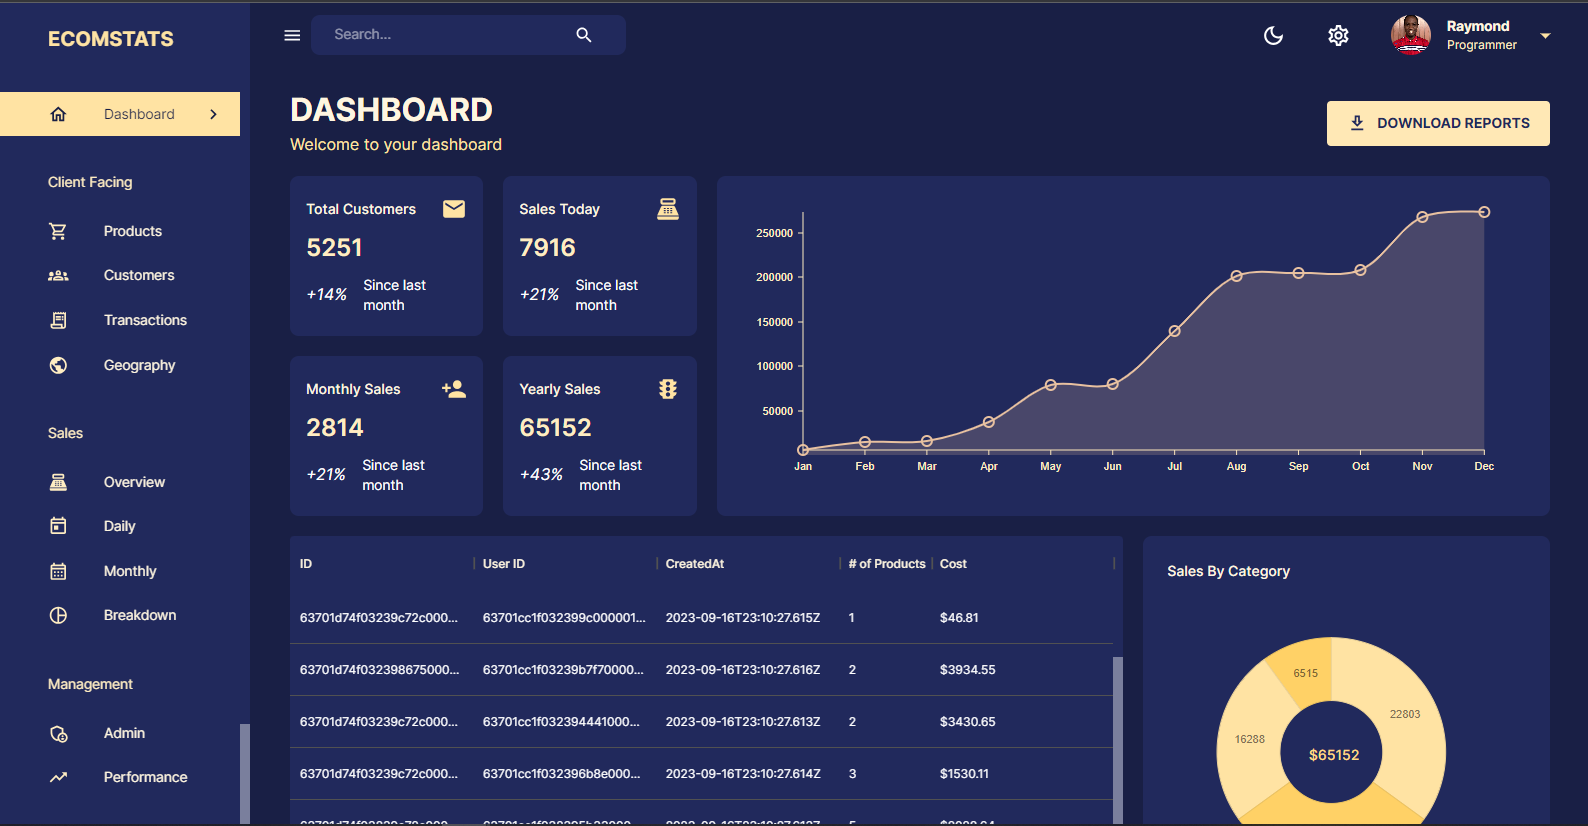 ECOMSTATS
Search...
Raymond
Programmer
Dashboard
Client Facing
Products
Customers
Transactions
Geography
Sales
Overview
Daily
Monthly
Breakdown
Management
Admin
Performance
DASHBOARD
Welcome to your dashboard
DOWNLOAD REPORTS
Total Customers
5251
+14% Since last
month
Sales Today
7916
+21% Since last
month
Monthly Sales
2814
+21% Since last
month
Yearly Sales
65152
+43% Since last
month
250000
200000
150000
100000
50000
Jan Feb Mar Apr May Jun Jul Aug Sep Oct Nov Dec
ID User ID CreatedAt # of Products Cost
63701d74f03239c72c000... 63701cc1f032399c000001... 2023-09-16T23:10:27.615Z 1 $46.81
63701d74f032398675000... 63701cc1f03239b7f70000... 2023-09-16T23:10:27.616Z 2 $3934.55
63701d74f03239c72c000... 63701cc1f032394441000... 2023-09-16T23:10:27.613Z 2 $3430.65
63701d74f03239c72c000... 63701cc1f032396b8e000... 2023-09-16T23:10:27.614Z 3 $1530.11
Sales By Category
6515
22803
16288
$65152